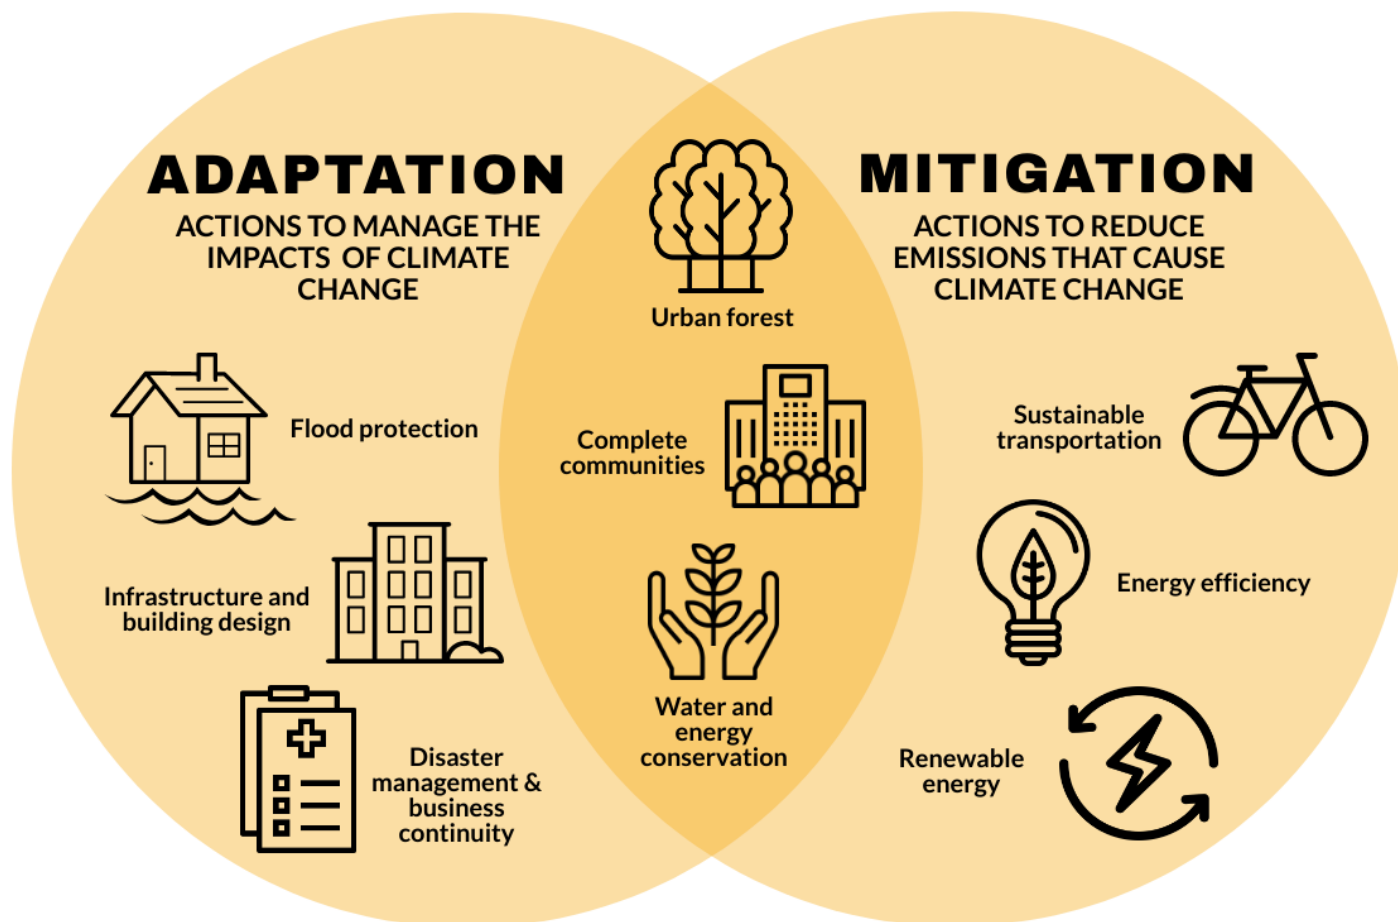 ADAPTATION
ACTIONS TO MANAGE THE
IMPACTS OF CLIMATE
CHANGE
Flood protection
Infrastructure and
building design
Disaster
management &
business
continuity
Urban forest
Complete
communities
Water and
energy
conservation
MITIGATION
ACTIONS TO REDUCE
EMISSIONS THAT CAUSE
CLIMATE CHANGE
Sustainable
transportation
Energy efficiency
Renewable
energy